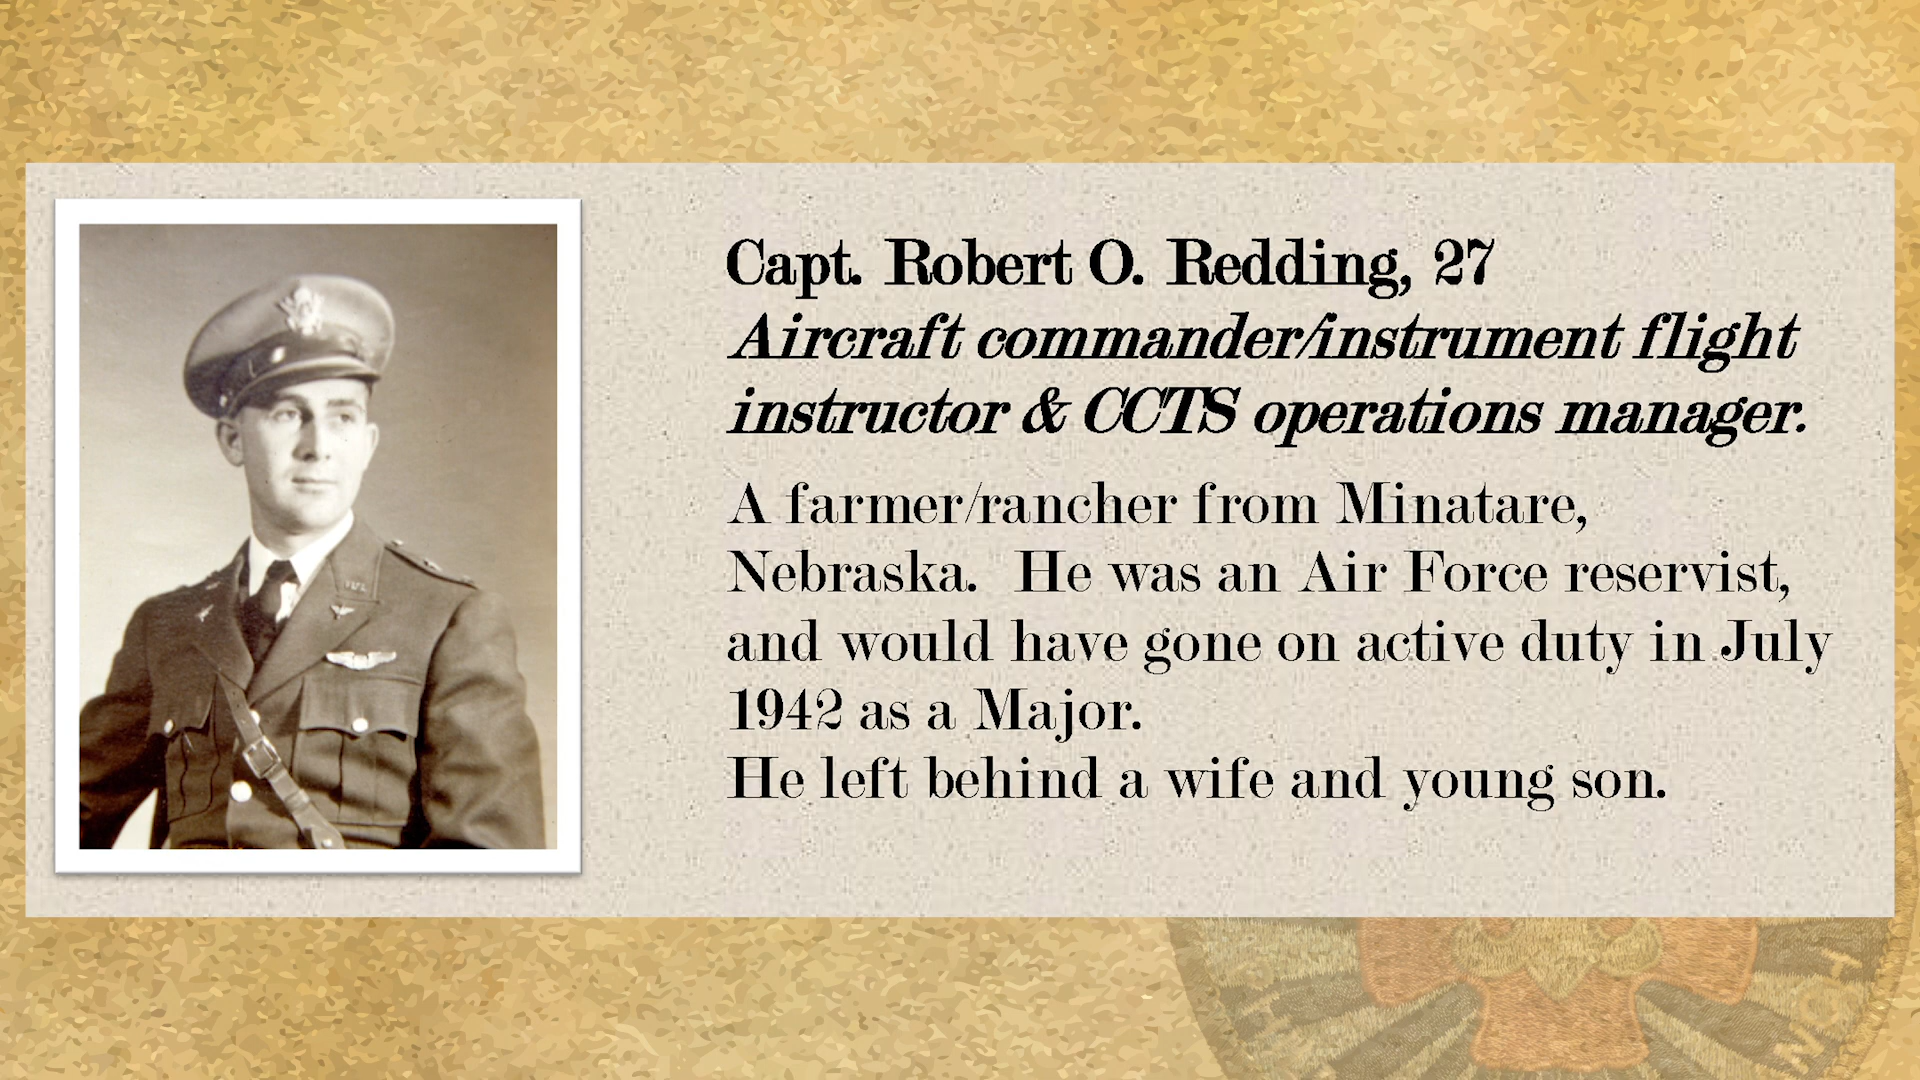 Capt. Robert O. Redding, 27
Aircraft commander/instrument flight
instructor & CCTS operations manager.
A farmer/rancher from Minatare,
Nebraska.  He was an Air Force reservist,
and would have gone on active duty in July
1942 as a Major.
He left behind a wife and young son.